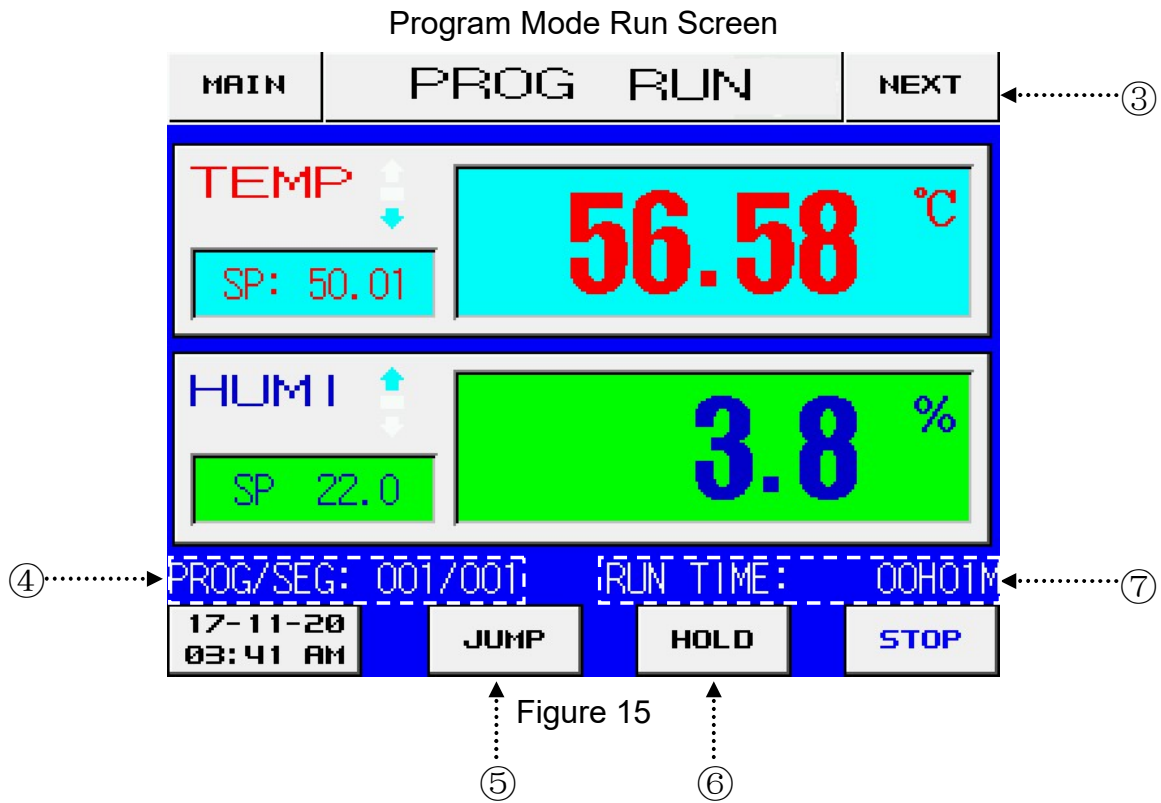 Program Mode Run Screen
MAIN PROG RUN NEXT
③
TEMP
56.58 ℃
SP: 50.01
HUMI
3.8 %
SP 22.0
④
PROG/SEG: 001/001
RUN TIME: 00H01M
⑦
17-11-20
03:41 AM
JUMP HOLD STOP
Figure 15
⑤ ⑥